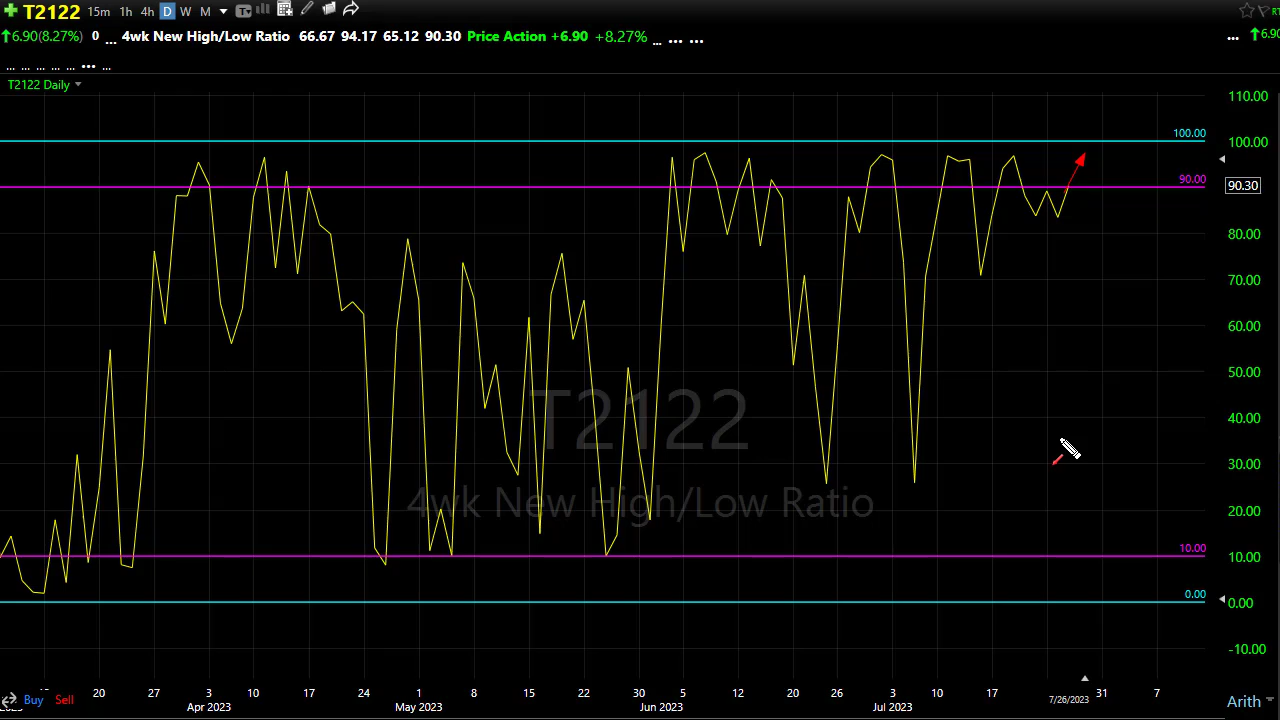 T2122 15m 1h 4h D W M T
6.90(8.27%) 0 ... 4wk New High/Low Ratio 66.67 94.17 65.12 90.30 Price Action +6.90 +8.27% ... ... ... ... 6.90
... ... ... ... ... ... ...
T2122 Daily
110.00
100.00 100.00
90.00 90.30
80.00
70.00
60.00
50.00
T2122
40.00
30.00
4wk New High/Low Ratio
20.00
10.00 10.00
0.00 0.00
-10.00
Buy Sell
20 27 3 10 17 24 1 8 15 22 30 5 12 20 26 3 10 17 7/26/2023 31 7
Apr 2023 May 2023 Jun 2023 Jul 2023
Arith